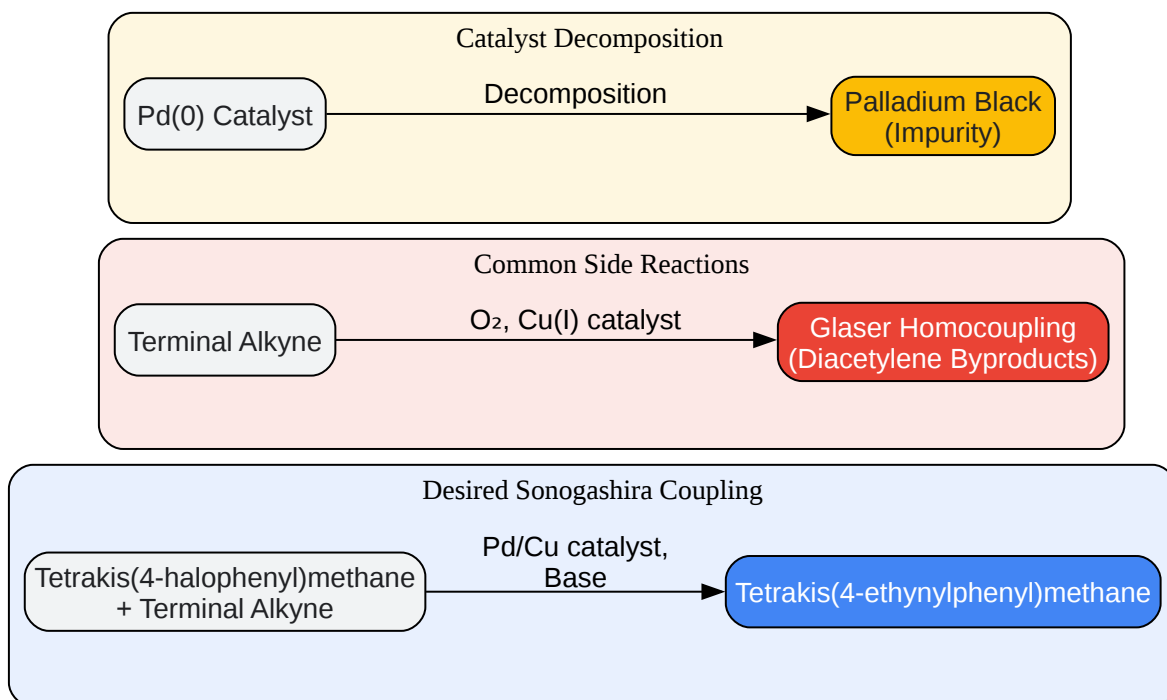 Catalyst Decomposition
Pd(0) Catalyst
Decomposition
Palladium Black
(Impurity)
Common Side Reactions
Terminal Alkyne
O₂, Cu(I) catalyst
Glaser Homocoupling
(Diacetylene Byproducts)
Desired Sonogashira Coupling
Tetrakis(4-halophenyl)methane
+ Terminal Alkyne
Pd/Cu catalyst,
Base
Tetrakis(4-ethynylphenyl)methane